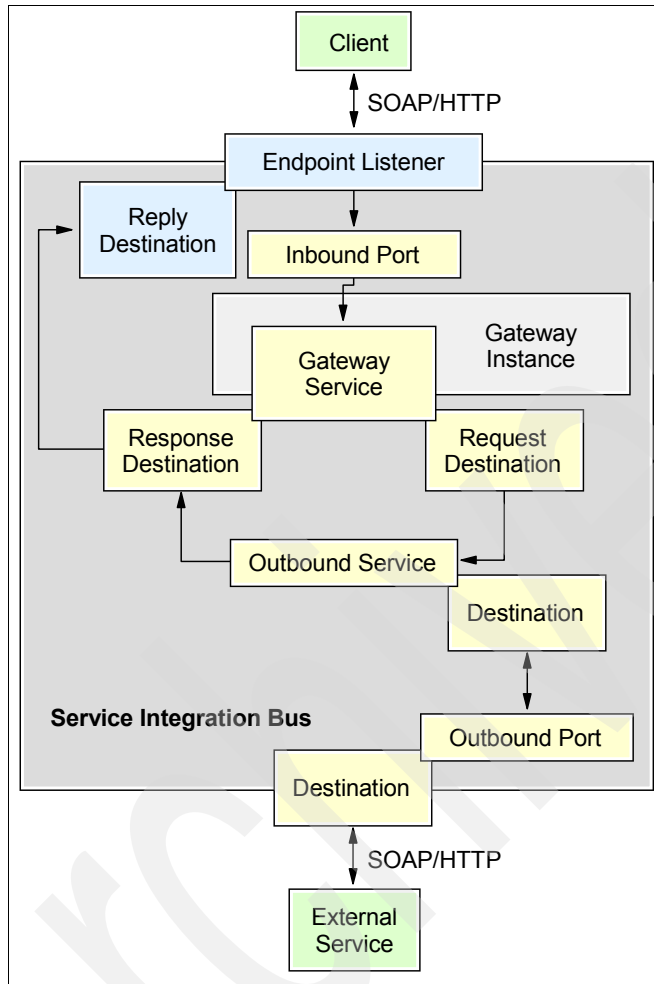 Client
SOAP/HTTP
Endpoint Listener
Reply
Destination
Inbound Port
Gateway
Instance
Gateway
Service
Response
Destination
Request
Destination
Outbound Service
Destination
Service Integration Bus
Outbound Port
Destination
SOAP/HTTP
External
Service